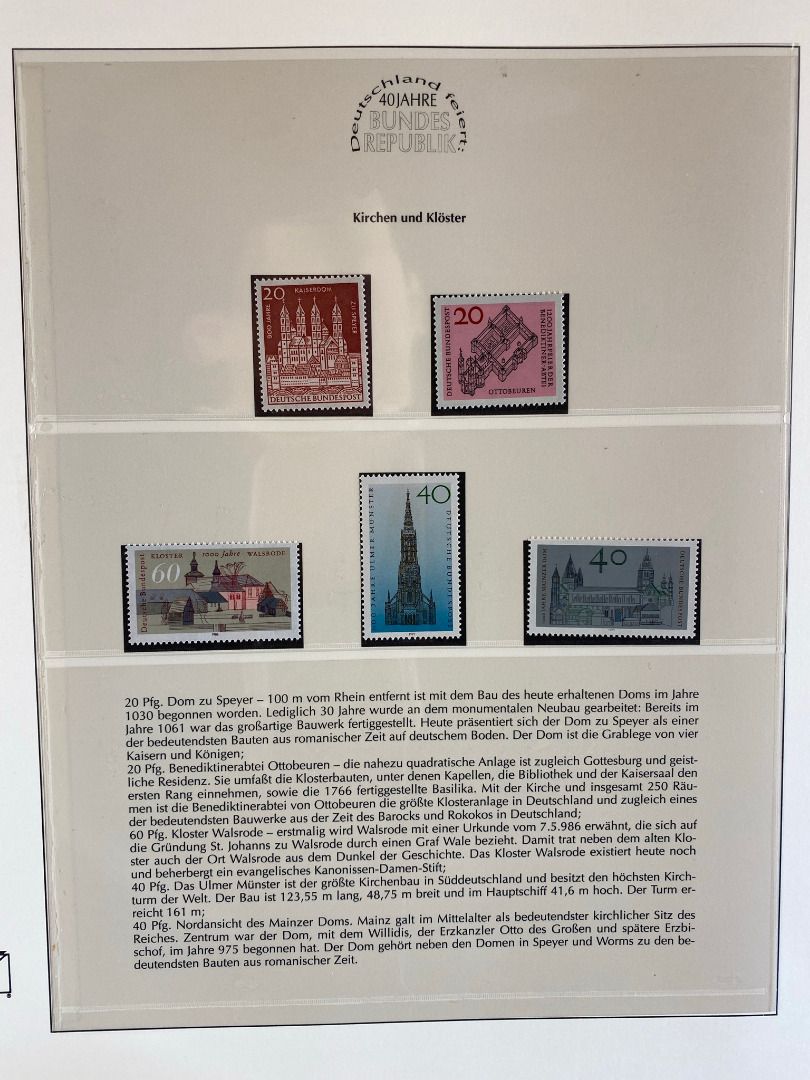 Deutschland feiert:
40 JAHRE
BUNDES
REPUBLIK
Kirchen und Klöster
20
KAISERDOM
900 JAHRE
ZU SPEYER
DEUTSCHE BUNDESPOST
20
DEUTSCHE BUNDESPOST
1200 JAHRFEIER DER
BENEDIKTINER-ABTEI
OTTOBEUREN
KLOSTER 1000 Jahre WALSRODE
60
Deutsche Bundespost
40
JAHRE ULMER MÜNSTER
DEUTSCHE BUNDESPOST
40
JAHRE MAINZER DOM
DEUTSCHE BUNDESPOST
20 Pfg. Dom zu Speyer – 100 m vom Rhein entfernt ist mit dem Bau des heute erhaltenen Doms im Jahre
1030 begonnen worden. Lediglich 30 Jahre wurde an dem monumentalen Neubau gearbeitet: Bereits im
Jahre 1061 war das großartige Bauwerk fertiggestellt. Heute präsentiert sich der Dom zu Speyer als einer
der bedeutendsten Bauten aus romanischer Zeit auf deutschem Boden. Der Dom ist die Grablege von vier
Kaisern und Königen;
20 Pfg. Benediktinerabtei Ottobeuren – die nahezu quadratische Anlage ist zugleich Gottesburg und geist-
liche Residenz. Sie umfaßt die Klosterbauten, unter denen Kapellen, die Bibliothek und der Kaisersaal den
ersten Rang einnehmen, sowie die 1766 fertiggestellte Basilika. Mit der Kirche und insgesamt 250 Räu-
men ist die Benediktinerabtei von Ottobeuren die größte Klosteranlage in Deutschland und zugleich eines
der bedeutendsten Bauwerke aus der Zeit des Barocks und Rokokos in Deutschland;
60 Pfg. Kloster Walsrode – erstmalig wird Walsrode mit einer Urkunde vom 7.5.986 erwähnt, die sich auf
die Gründung St. Johanns zu Walsrode durch einen Graf Wale bezieht. Damit trat neben dem alten Klo-
ster auch der Ort Walsrode aus dem Dunkel der Geschichte. Das Kloster Walsrode existiert heute noch
und beherbergt ein evangelisches Kanonissen-Damen-Stift;
40 Pfg. Das Ulmer Münster ist der größte Kirchenbau in Süddeutschland und besitzt den höchsten Kirch-
turm der Welt. Der Bau ist 123,55 m lang, 48,75 m breit und im Hauptschiff 41,6 m hoch. Der Turm er-
reicht 161 m;
40 Pfg. Nordansicht des Mainzer Doms. Mainz galt im Mittelalter als bedeutendster kirchlicher Sitz des
Reiches. Zentrum war der Dom, mit dem Willidis, der Erzkanzler Otto des Großen und spätere Erzbi-
schof, im Jahre 975 begonnen hat. Der Dom gehört neben den Domen in Speyer und Worms zu den be-
deutendsten Bauten aus romanischer Zeit.